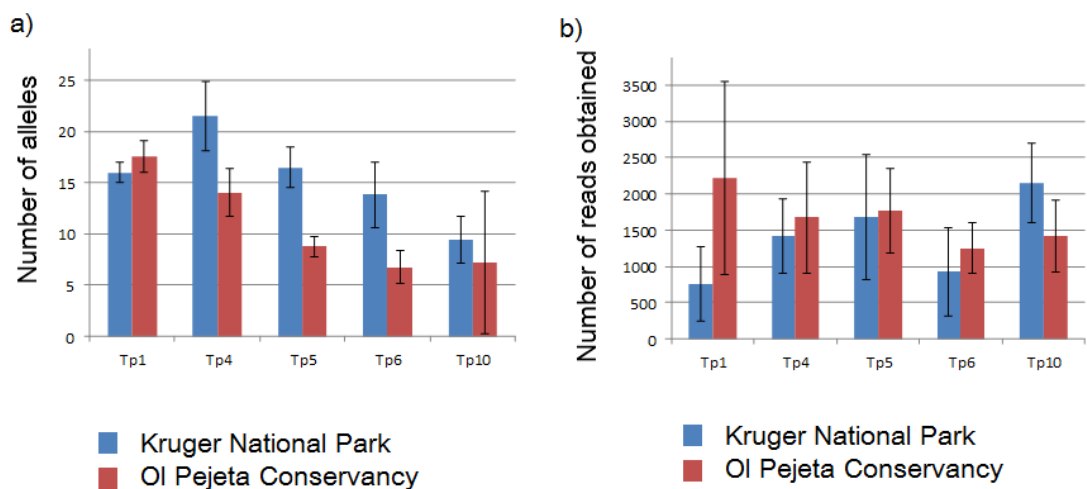 a)
Number of alleles
25
20
15
10
5
0
Tp1 Tp4 Tp5 Tp6 Tp10
Kruger National Park
Ol Pejeta Conservancy
b)
Number of reads obtained
3500
3000
2500
2000
1500
1000
500
0
Tp1 Tp4 Tp5 Tp6 Tp10
Kruger National Park
Ol Pejeta Conservancy